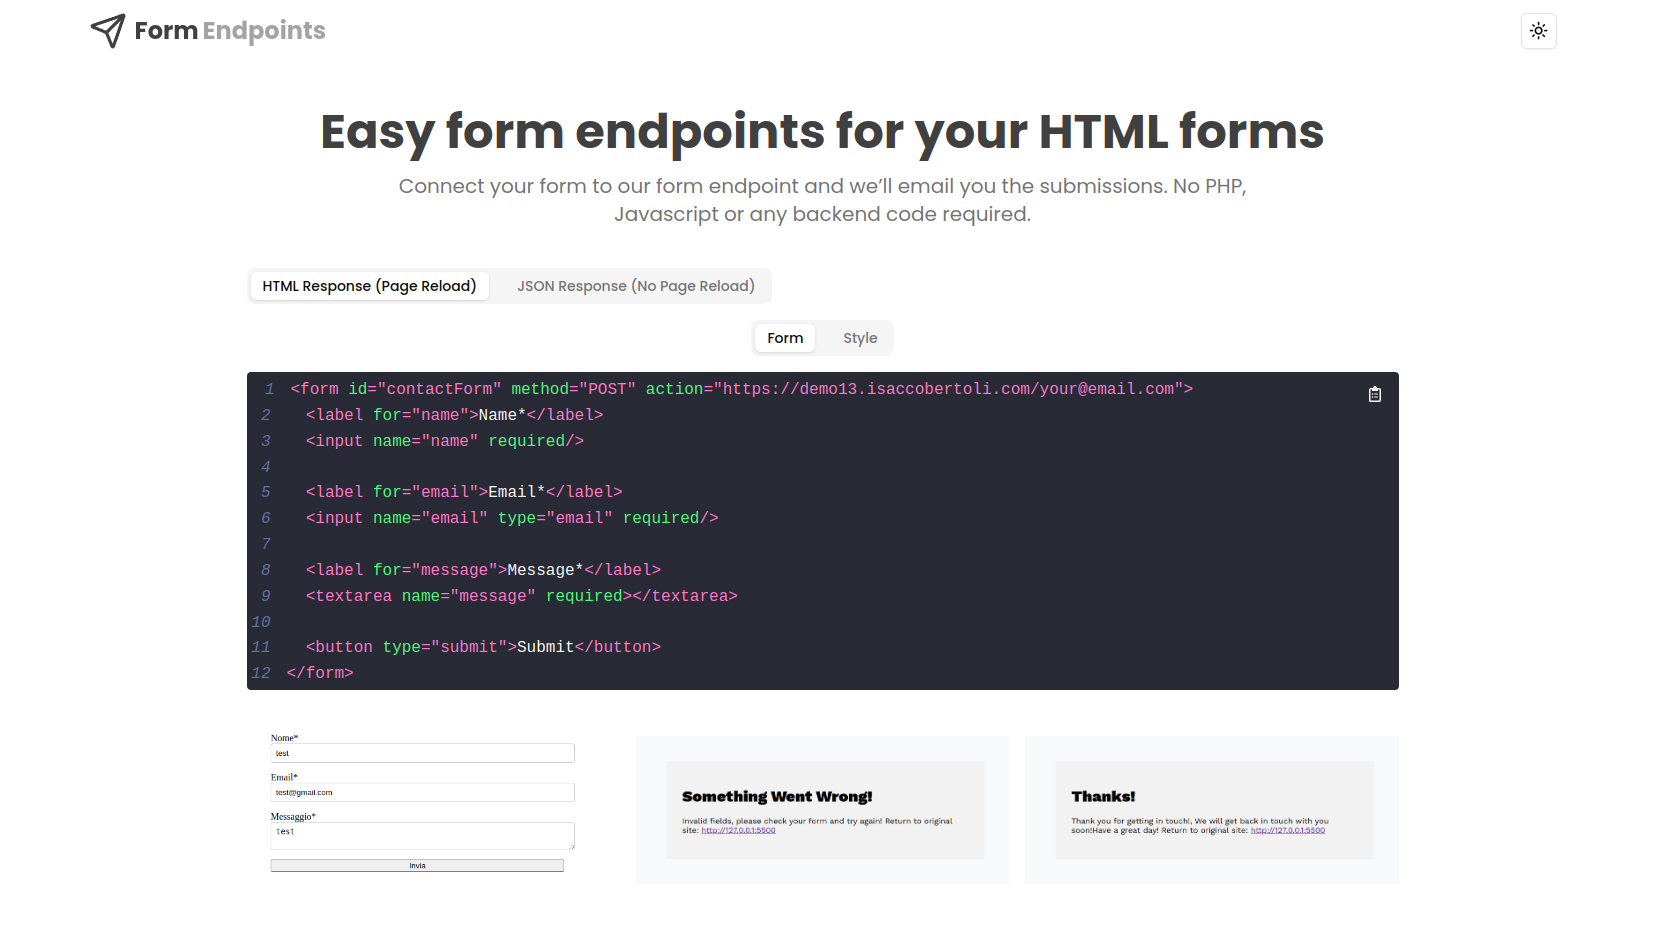 Form Endpoints
Easy form endpoints for your HTML forms
Connect your form to our form endpoint and we’ll email you the submissions. No PHP,
Javascript or any backend code required.
HTML Response (Page Reload) JSON Response (No Page Reload)
Form Style
1 <form id="contactForm" method="POST" action="https://demo13.isaccobertoli.com/your@email.com">
2 <label for="name">Name*</label>
3 <input name="name" required/>
4
5 <label for="email">Email*</label>
6 <input name="email" type="email" required/>
7
8 <label for="message">Message*</label>
9 <textarea name="message" required></textarea>
10
11 <button type="submit">Submit</button>
12 </form>
Nome*
test
Email*
test@gmail.com
Messaggio*
test
Invia
Something Went Wrong!
Invalid fields, please check your form and try again! Return to original
site: http://127.0.0.1:5500
Thanks!
Thank you for getting in touch!, We will get back in touch with you
soon!Have a great day! Return to original site: http://127.0.0.1:5500